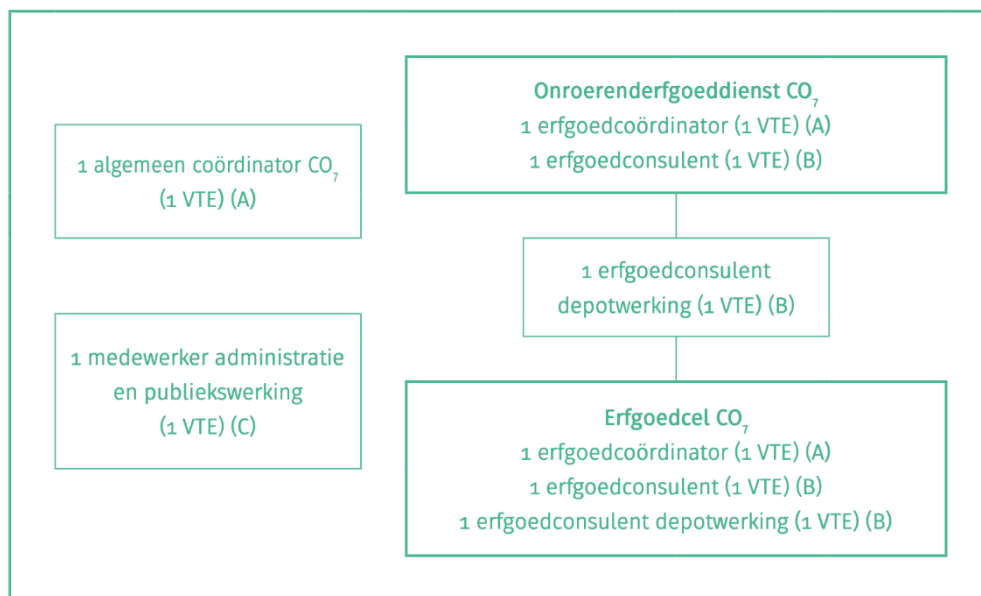 1 algemeen coördinator CO₇
(1 VTE) (A)
1 medewerker administratie
en publiekswerking
(1 VTE) (C)
Onroerenderfgoeddienst CO₇
1 erfgoedcoördinator (1 VTE) (A)
1 erfgoedconsulent (1 VTE) (B)
1 erfgoedconsulent
depotwerking (1 VTE) (B)
Erfgoedcel CO₇
1 erfgoedcoördinator (1 VTE) (A)
1 erfgoedconsulent (1 VTE) (B)
1 erfgoedconsulent depotwerking (1 VTE) (B)